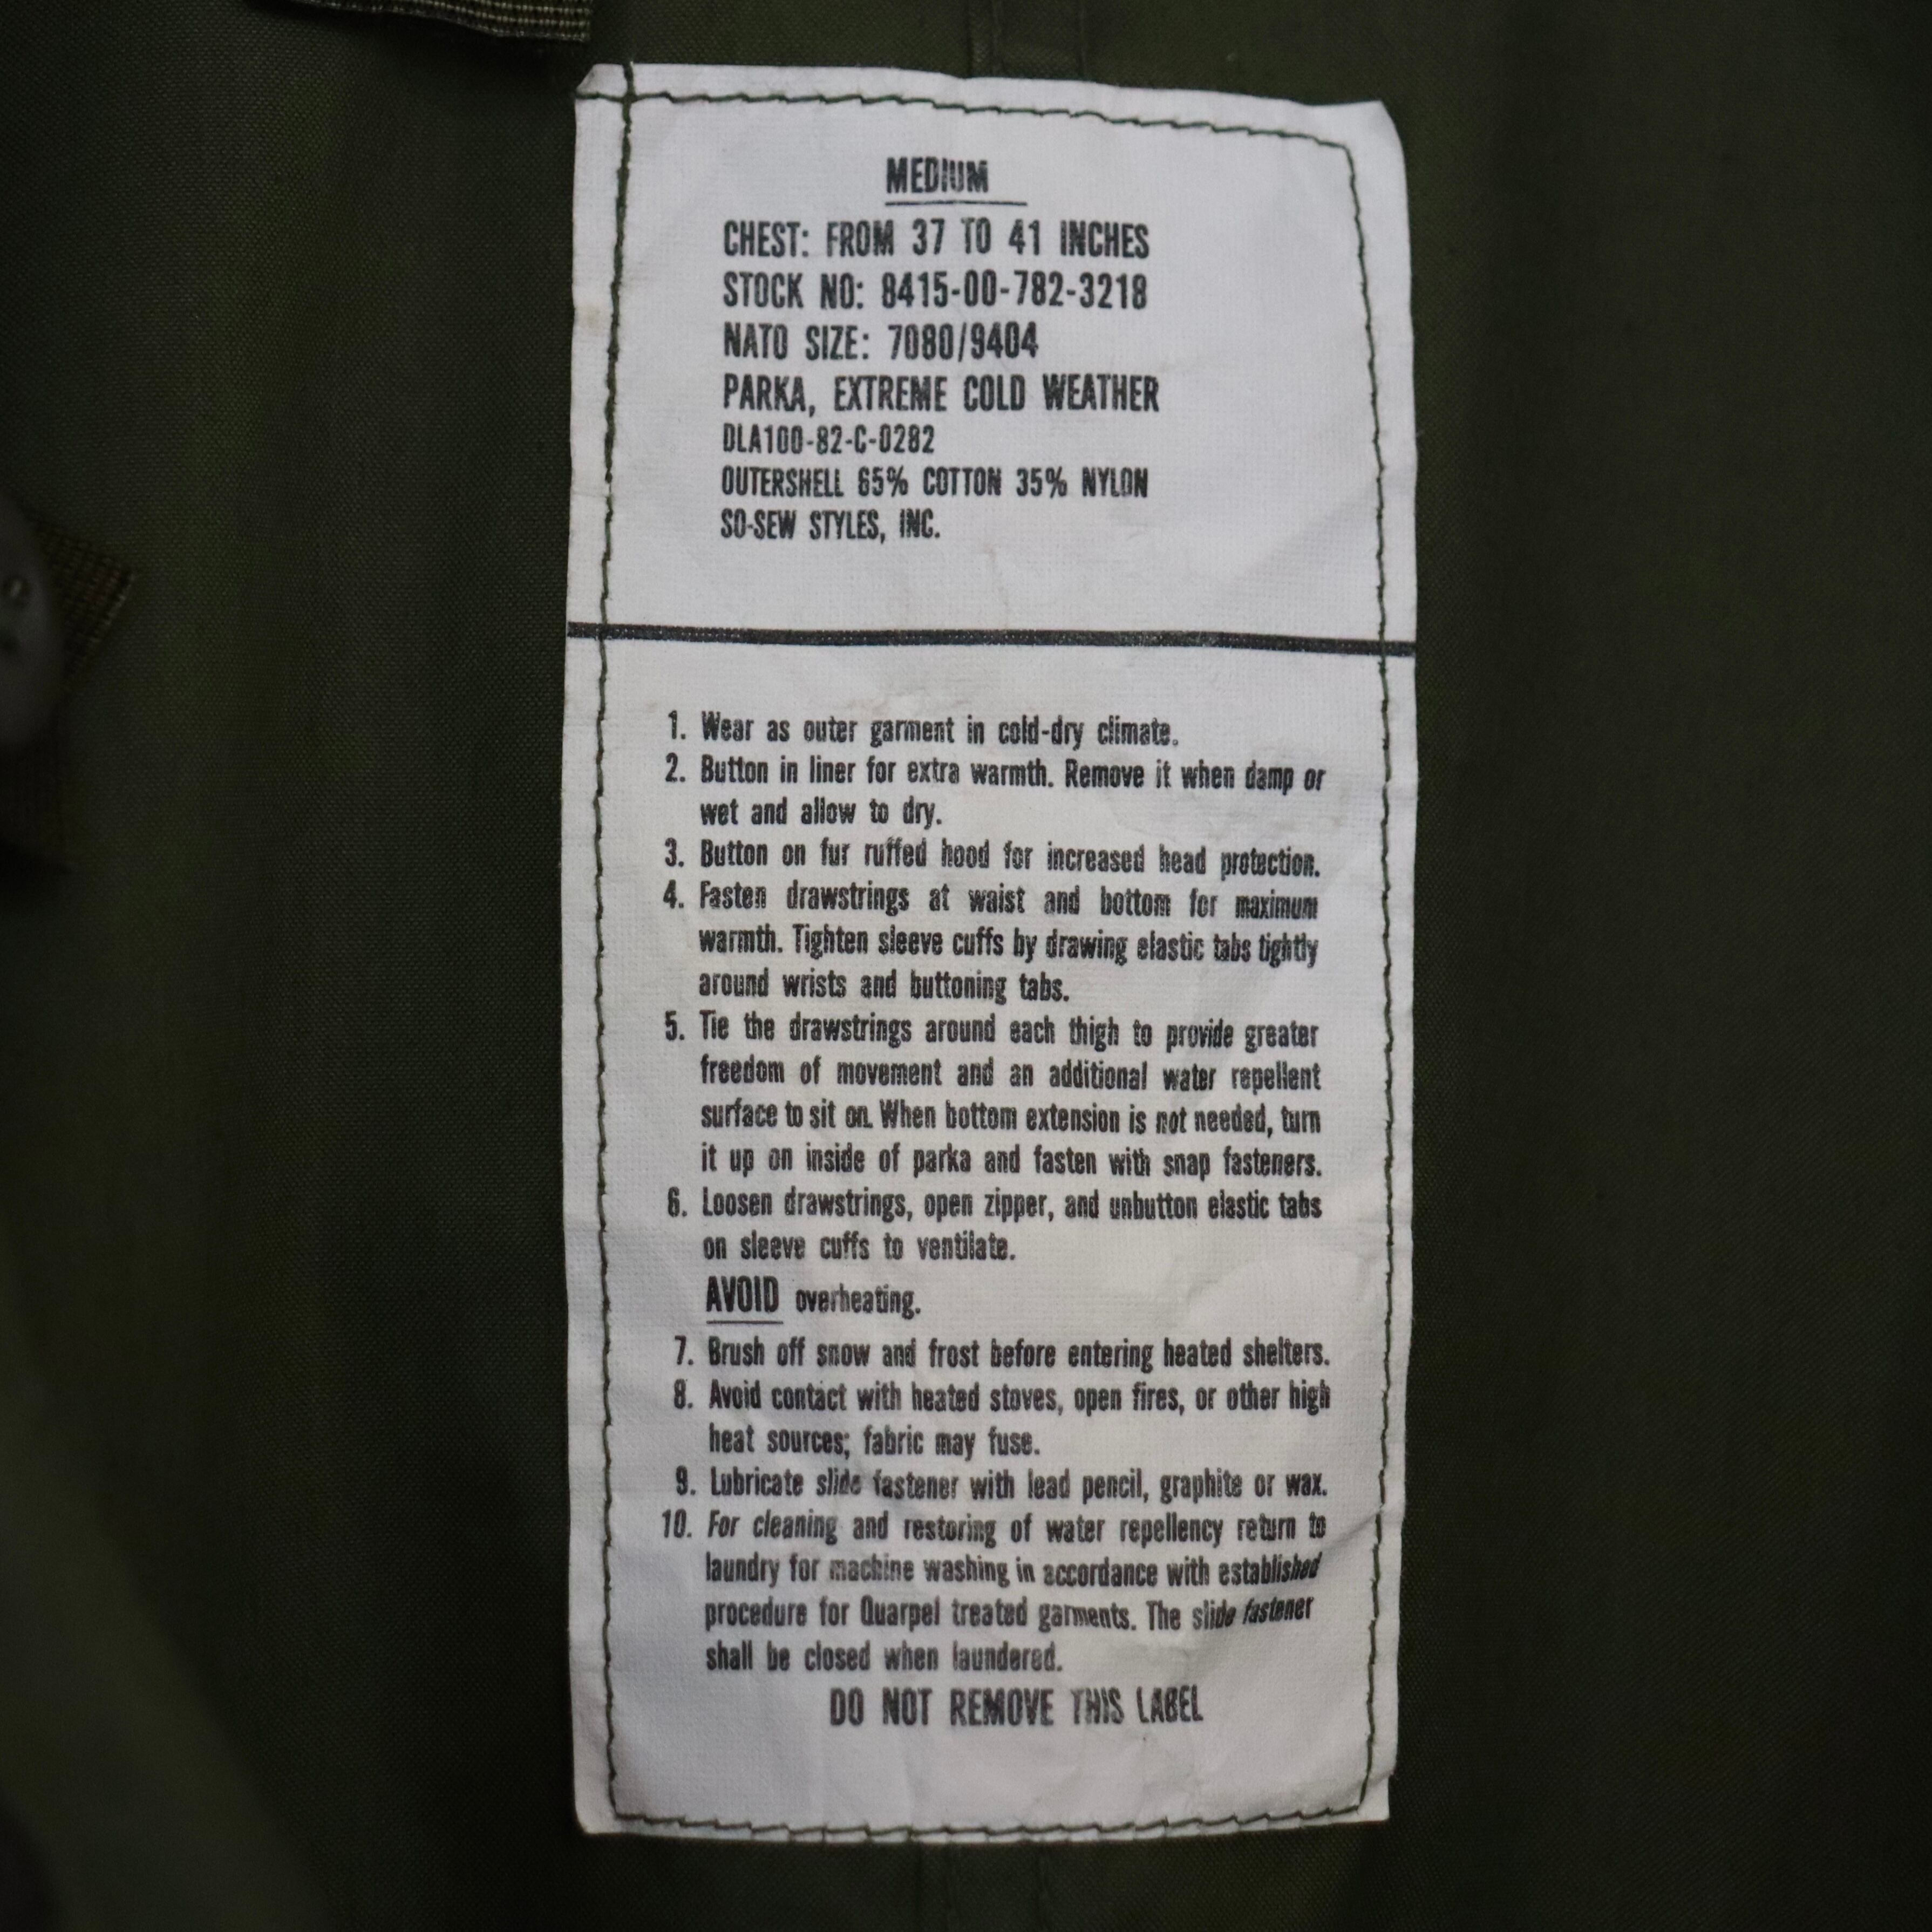 MEDIUM
CHEST: FROM 37 TO 41 INCHES
STOCK NO: 8415-00-782-3218
NATO SIZE: 7080/9404
PARKA, EXTREME COLD WEATHER
DLA100-82-C-0282
OUTERSHELL 65% COTTON 35% NYLON
SO-SEW STYLES, INC.
1. Wear as outer garment in cold-dry climate.
2. Button in liner for extra warmth. Remove it when damp or
wet and allow to dry.
3. Button on fur ruffed hood for increased head protection.
4. Fasten drawstrings at waist and bottom for maximum
warmth. Tighten sleeve cuffs by drawing elastic tabs tightly
around wrists and buttoning tabs.
5. Tie the drawstrings around each thigh to provide greater
freedom of movement and an additional water repellent
surface to sit on. When bottom extension is not needed, turn
it up on inside of parka and fasten with snap fasteners.
6. Loosen drawstrings, open zipper, and unbutton elastic tabs
on sleeve cuffs to ventilate.
AVOID overheating.
7. Brush off snow and frost before entering heated shelters.
8. Avoid contact with heated stoves, open fires, or other high
heat sources; fabric may fuse.
9. Lubricate slide fastener with lead pencil, graphite or wax.
10. For cleaning and restoring of water repellency return to
laundry for machine washing in accordance with established
procedure for Quarpel treated garments. The slide fastener
shall be closed when laundered.
DO NOT REMOVE THIS LABEL